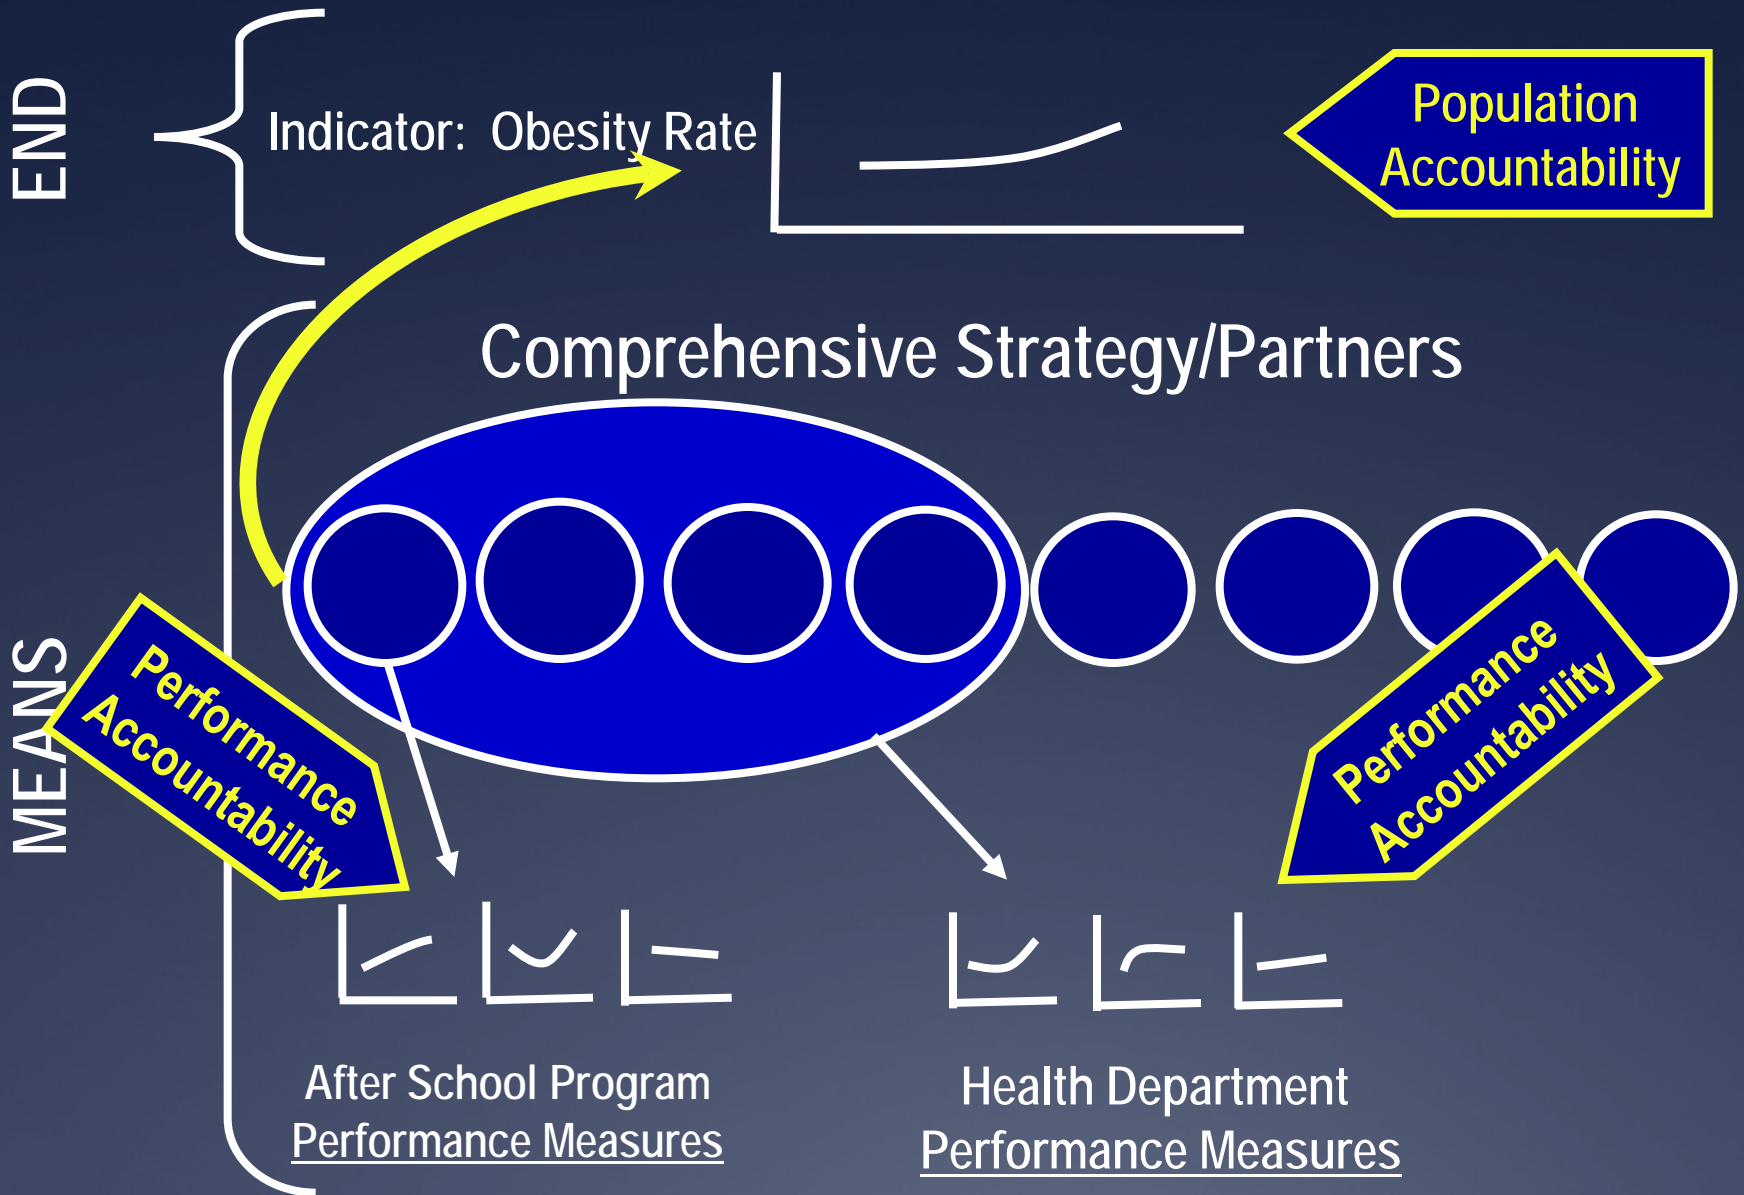 END
Indicator: Obesity Rate
Population
Accountability
Comprehensive Strategy/Partners
MEANS
Performance
Accountability
Performance
Accountability
After School Program
Performance Measures
Health Department
Performance Measures